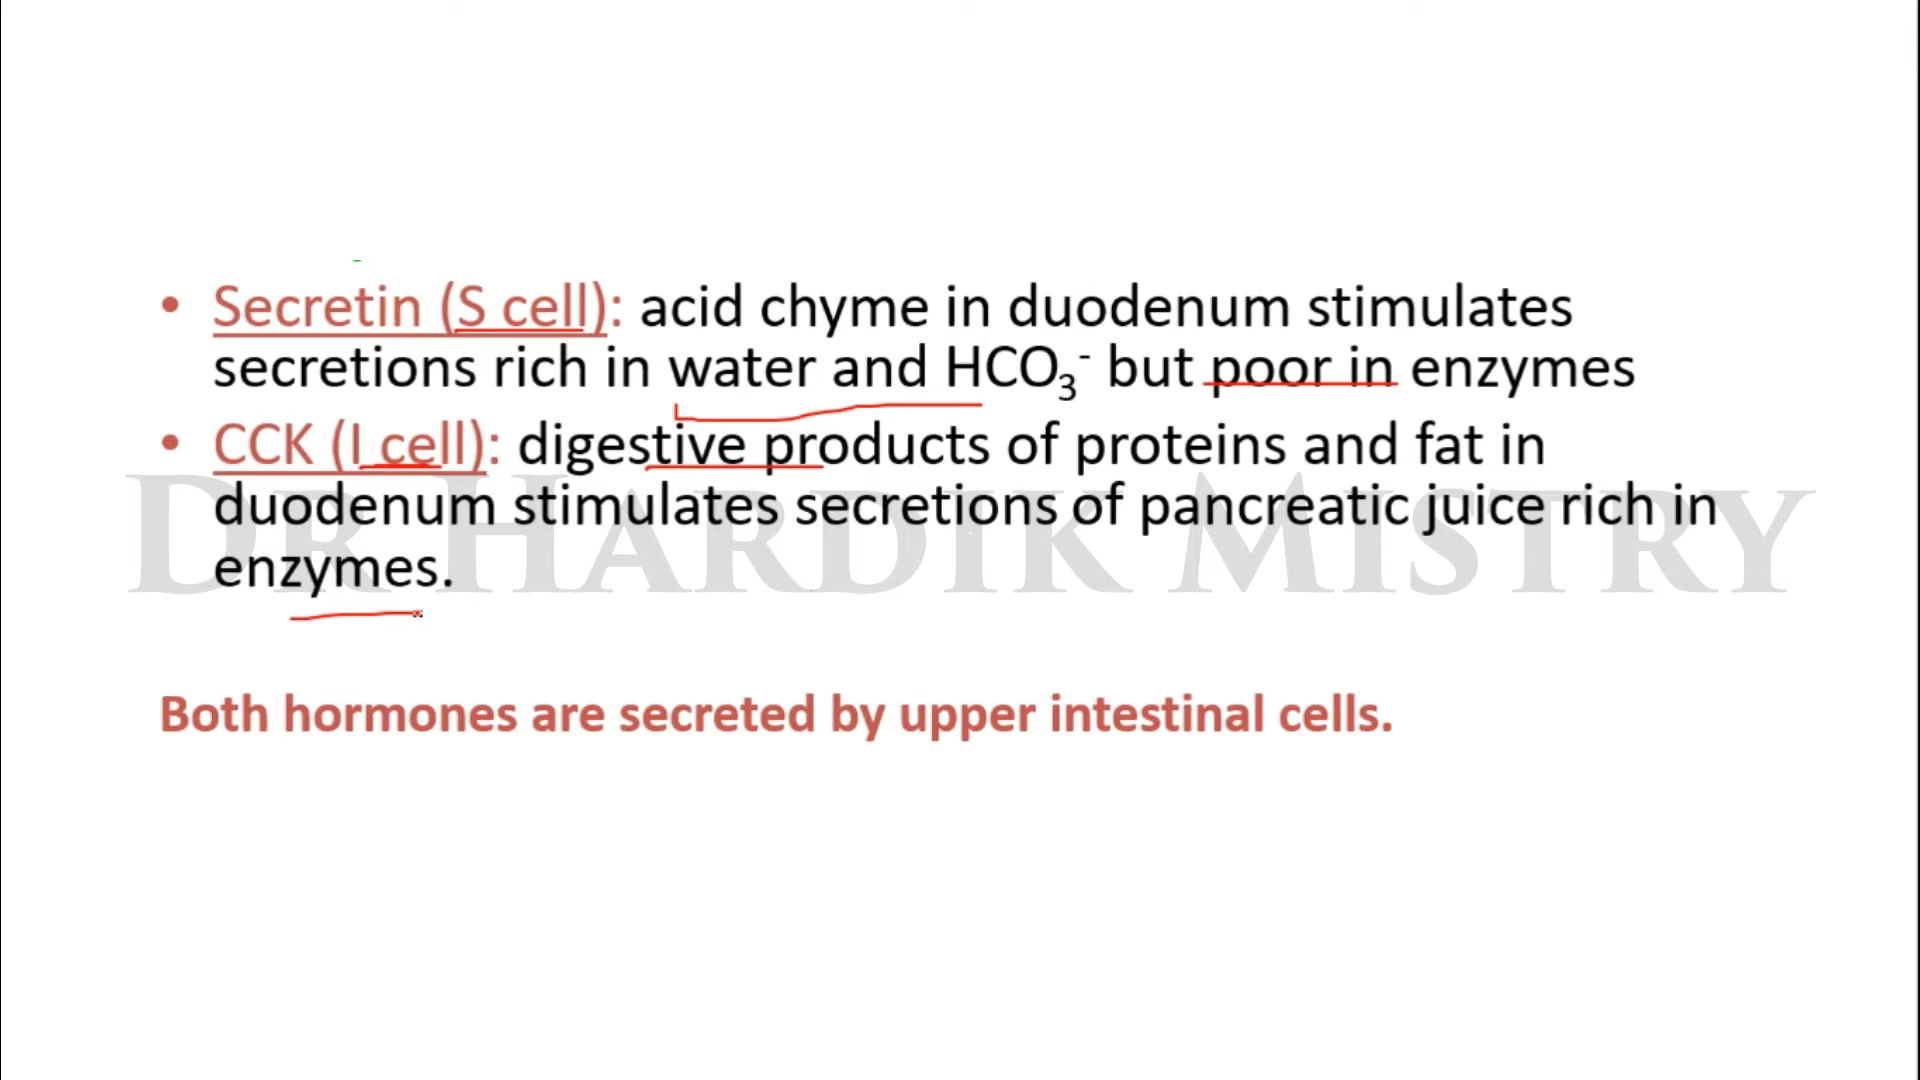 • Secretin (S cell): acid chyme in duodenum stimulates
secretions rich in water and HCO₃⁻ but poor in enzymes
• CCK (I cell): digestive products of proteins and fat in
duodenum stimulates secretions of pancreatic juice rich in
enzymes.
DR HARDIK MISTRY
Both hormones are secreted by upper intestinal cells.